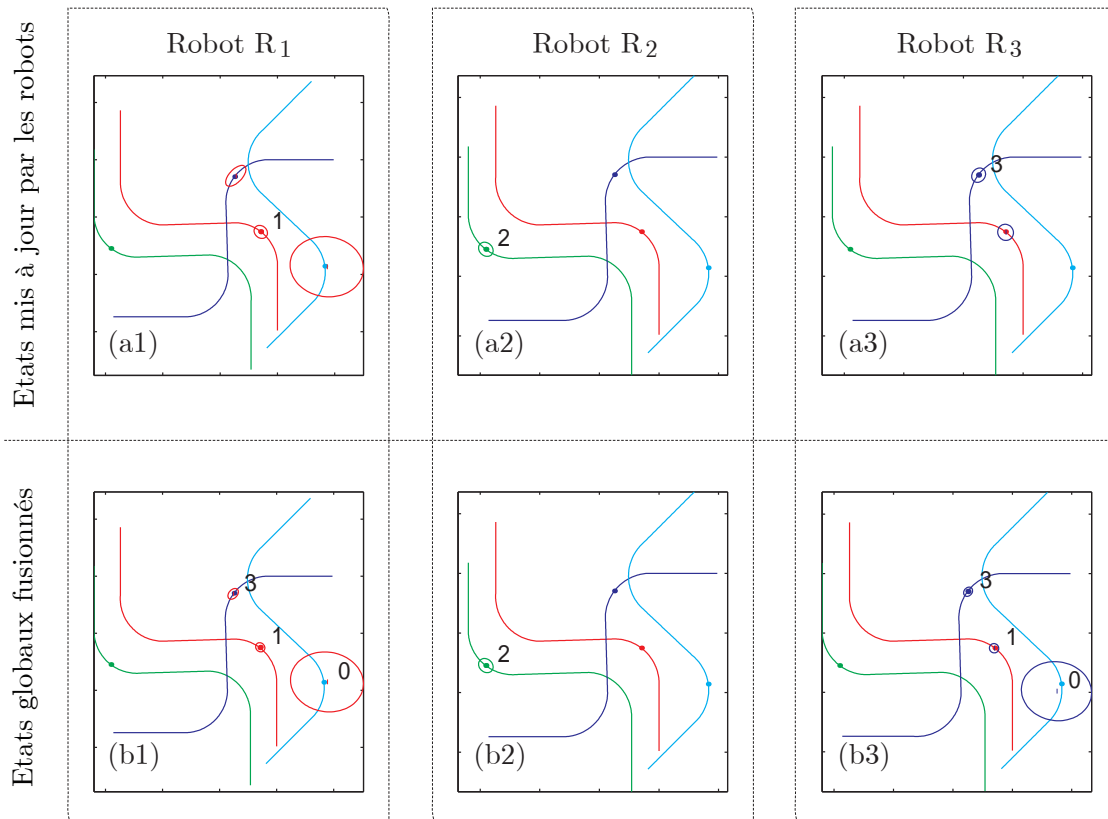 Robot R1
Robot R2
Robot R3
Etats mis à jour par les robots
1
(a1)
2
(a2)
3
(a3)
Etats globaux fusionnés
3
1
0
(b1)
2
(b2)
3
1
0
(b3)